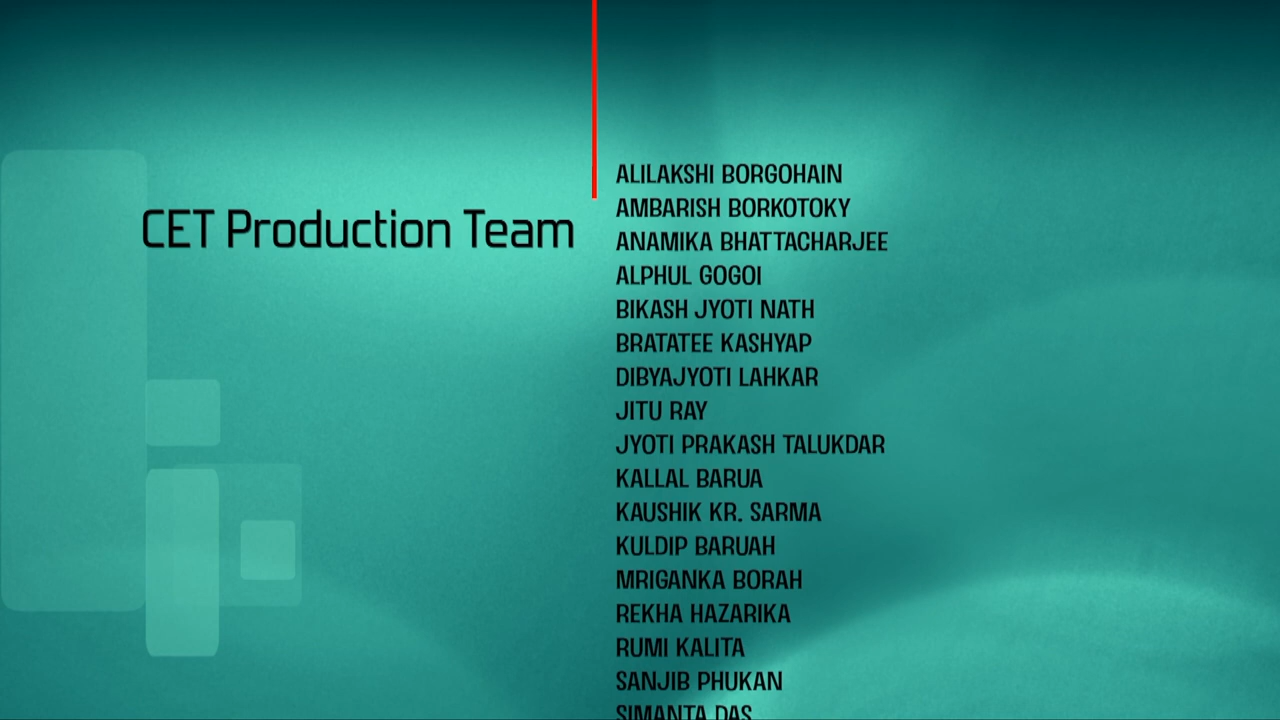 CET Production Team
ALILAKSHI BORGOHAIN
AMBARISH BORKOTOKY
ANAMIKA BHATTACHARJEE
ALPHUL GOGOI
BIKASH JYOTI NATH
BRATATEE KASHYAP
DIBYAJYOTI LAHKAR
JITU RAY
JYOTI PRAKASH TALUKDAR
KALLAL BARUA
KAUSHIK KR. SARMA
KULDIP BARUAH
MRIGANKA BORAH
REKHA HAZARIKA
RUMI KALITA
SANJIB PHUKAN
SIMANTA DAS